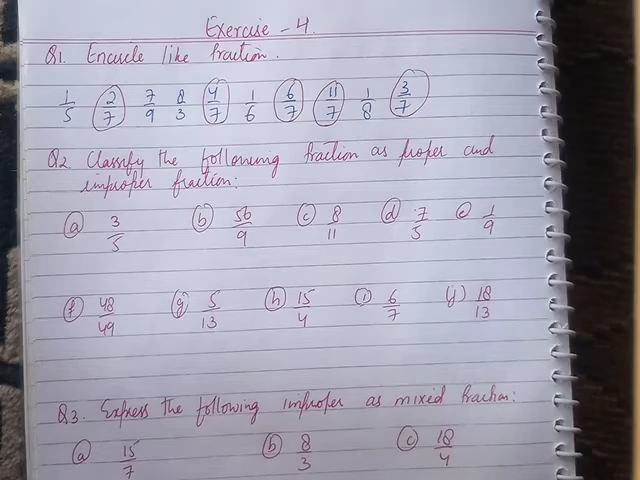 Exercise - 4.
Q1. Encircle like fraction.
1/5 2/7 7/9 8/3 4/7 1/6 6/7 11/7 1/8 3/7
Q2. Classify the following fraction as proper and
improper fraction:
(a) 3/5 (b) 56/9 (c) 8/11 (d) 7/5 (e) 1/9
(f) 48/49 (g) 5/13 (h) 15/4 (i) 6/7 (j) 18/13
Q3. Express the following improper as mixed fraction:
(a) 15/7 (b) 8/3 (c) 18/4